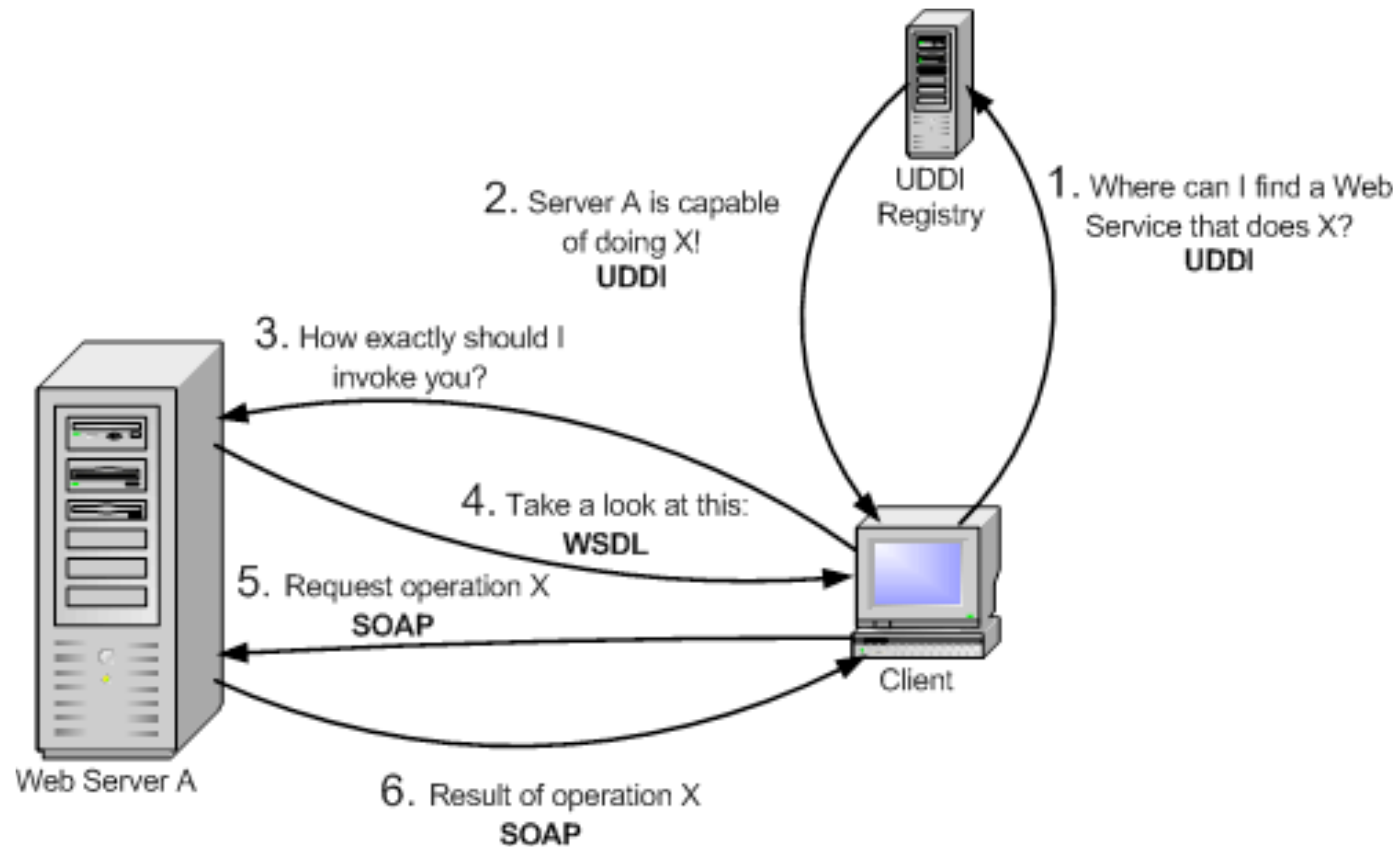 UDDI
Registry
1. Where can I find a Web
Service that does X?
UDDI
2. Server A is capable
of doing X!
UDDI
3. How exactly should I
invoke you?
4. Take a look at this:
WSDL
5. Request operation X
SOAP
Client
Web Server A
6. Result of operation X
SOAP